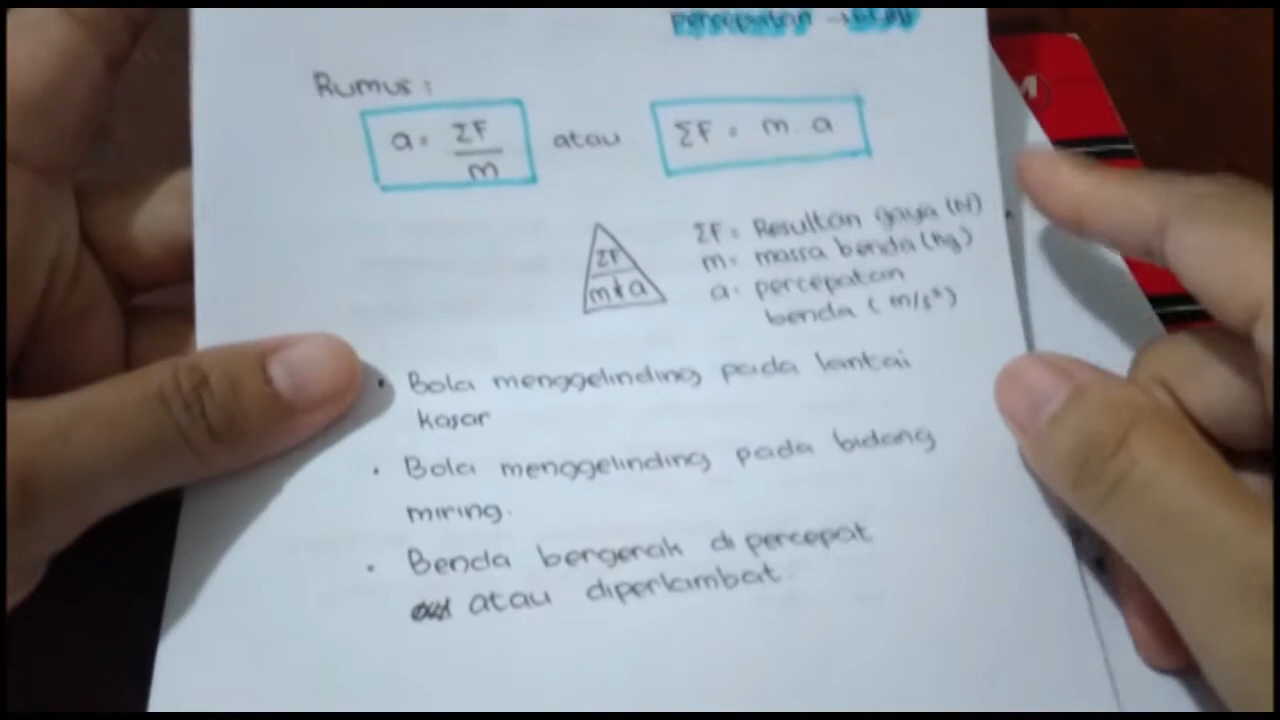 percepatan →
Rumus :
a = ΣF / m atau ΣF = m . a
ΣF
m x a
ΣF = Resultan gaya (N)
m = massa benda (kg)
a = percepatan
benda ( m/s²)
• Bola menggelinding pada lantai
kasar
• Bola menggelinding pada bidang
miring.
• Benda bergerak di percepat
atau diperlambat